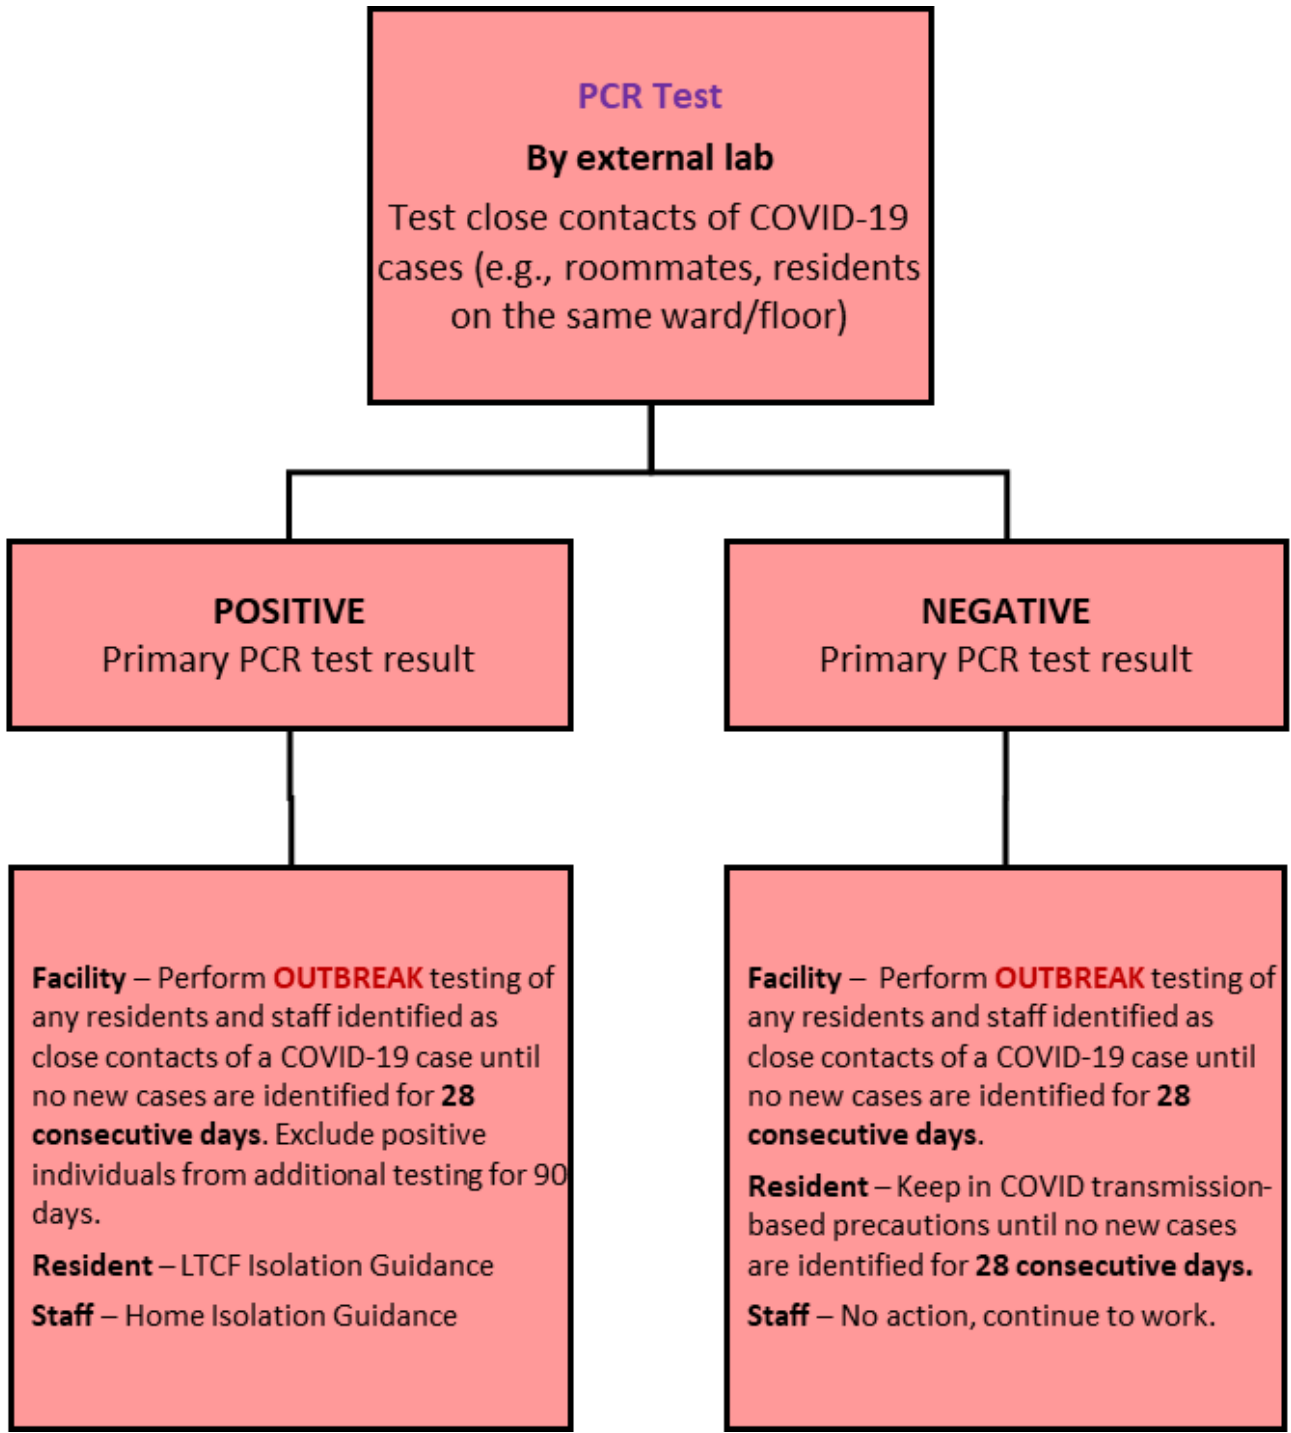 PCR Test
By external lab
Test close contacts of COVID-19
cases (e.g., roommates, residents
on the same ward/floor)
POSITIVE
Primary PCR test result
NEGATIVE
Primary PCR test result
Facility – Perform OUTBREAK testing of
any residents and staff identified as
close contacts of a COVID-19 case until
no new cases are identified for 28
consecutive days. Exclude positive
individuals from additional testing for 90
days.
Resident – LTCF Isolation Guidance
Staff – Home Isolation Guidance
Facility – Perform OUTBREAK testing of
any residents and staff identified as
close contacts of a COVID-19 case until
no new cases are identified for 28
consecutive days.
Resident – Keep in COVID transmission-
based precautions until no new cases
are identified for 28 consecutive days.
Staff – No action, continue to work.